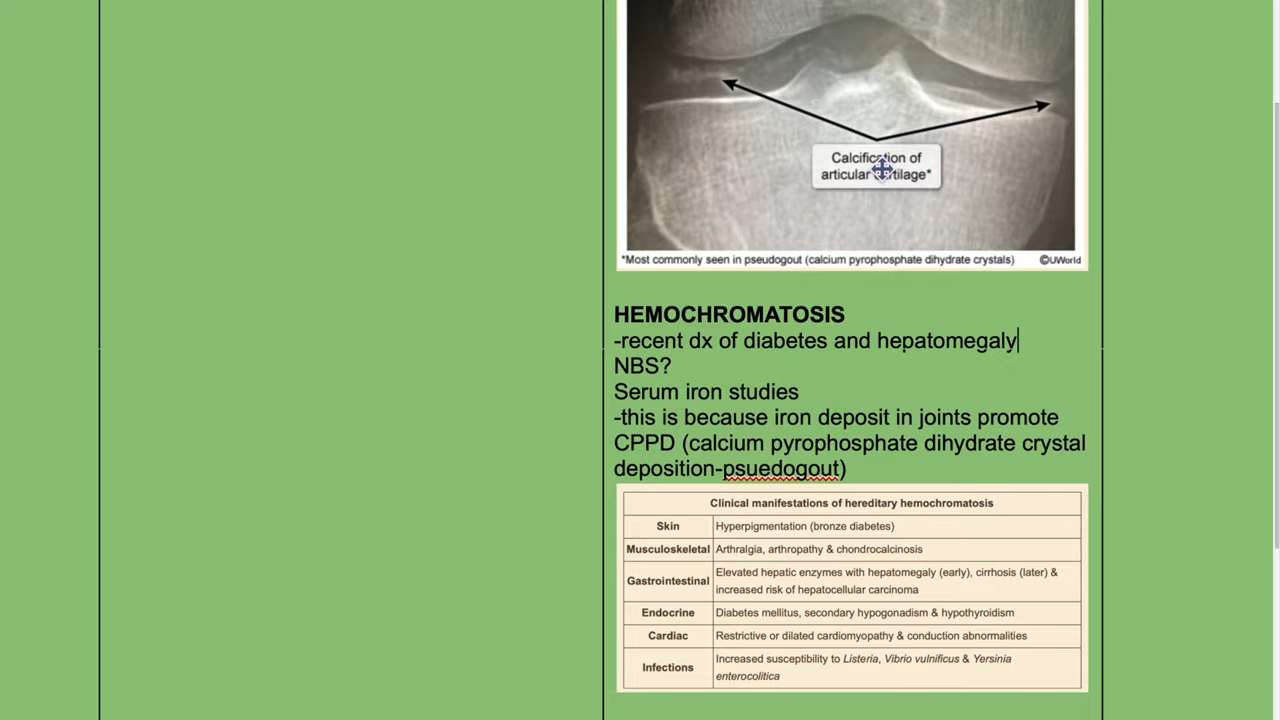 Calcification of
articular cartilage*
*Most commonly seen in pseudogout (calcium pyrophosphate dihydrate crystals) ©UWorld
HEMOCHROMATOSIS
-recent dx of diabetes and hepatomegaly
NBS?
Serum iron studies
-this is because iron deposit in joints promote
CPPD (calcium pyrophosphate dihydrate crystal
deposition-psuedogout)
Clinical manifestations of hereditary hemochromatosis
Skin Hyperpigmentation (bronze diabetes)
Musculoskeletal Arthralgia, arthropathy & chondrocalcinosis
Gastrointestinal Elevated hepatic enzymes with hepatomegaly (early), cirrhosis (later) &
increased risk of hepatocellular carcinoma
Endocrine Diabetes mellitus, secondary hypogonadism & hypothyroidism
Cardiac Restrictive or dilated cardiomyopathy & conduction abnormalities
Infections Increased susceptibility to Listeria, Vibrio vulnificus & Yersinia
enterocolitica